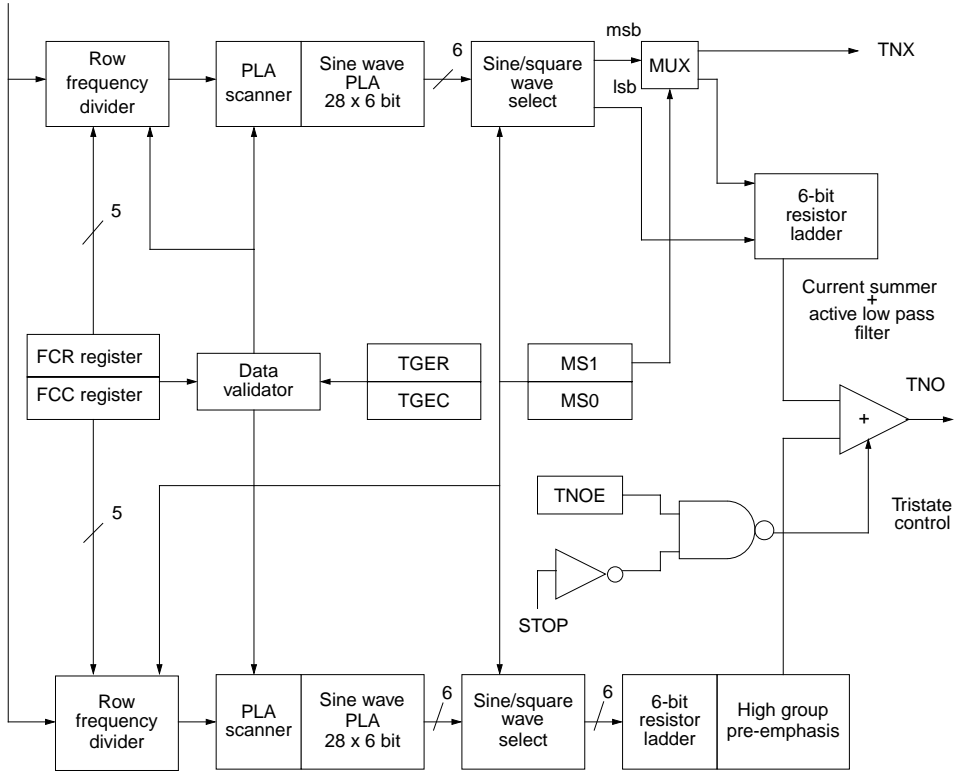 msb
TNX
Row
frequency
divider
PLA
scanner
Sine wave
PLA
28 x 6 bit
6
Sine/square
wave
select
MUX
lsb
5
6-bit
resistor
ladder
Current summer
+
active low pass
filter
FCR register
FCC register
Data
validator
TGER
TGEC
MS1
MS0
TNO
+
5
TNOE
Tristate
control
STOP
Row
frequency
divider
PLA
scanner
Sine wave
PLA
28 x 6 bit
6
Sine/square
wave
select
6
6-bit
resistor
ladder
High group
pre-emphasis